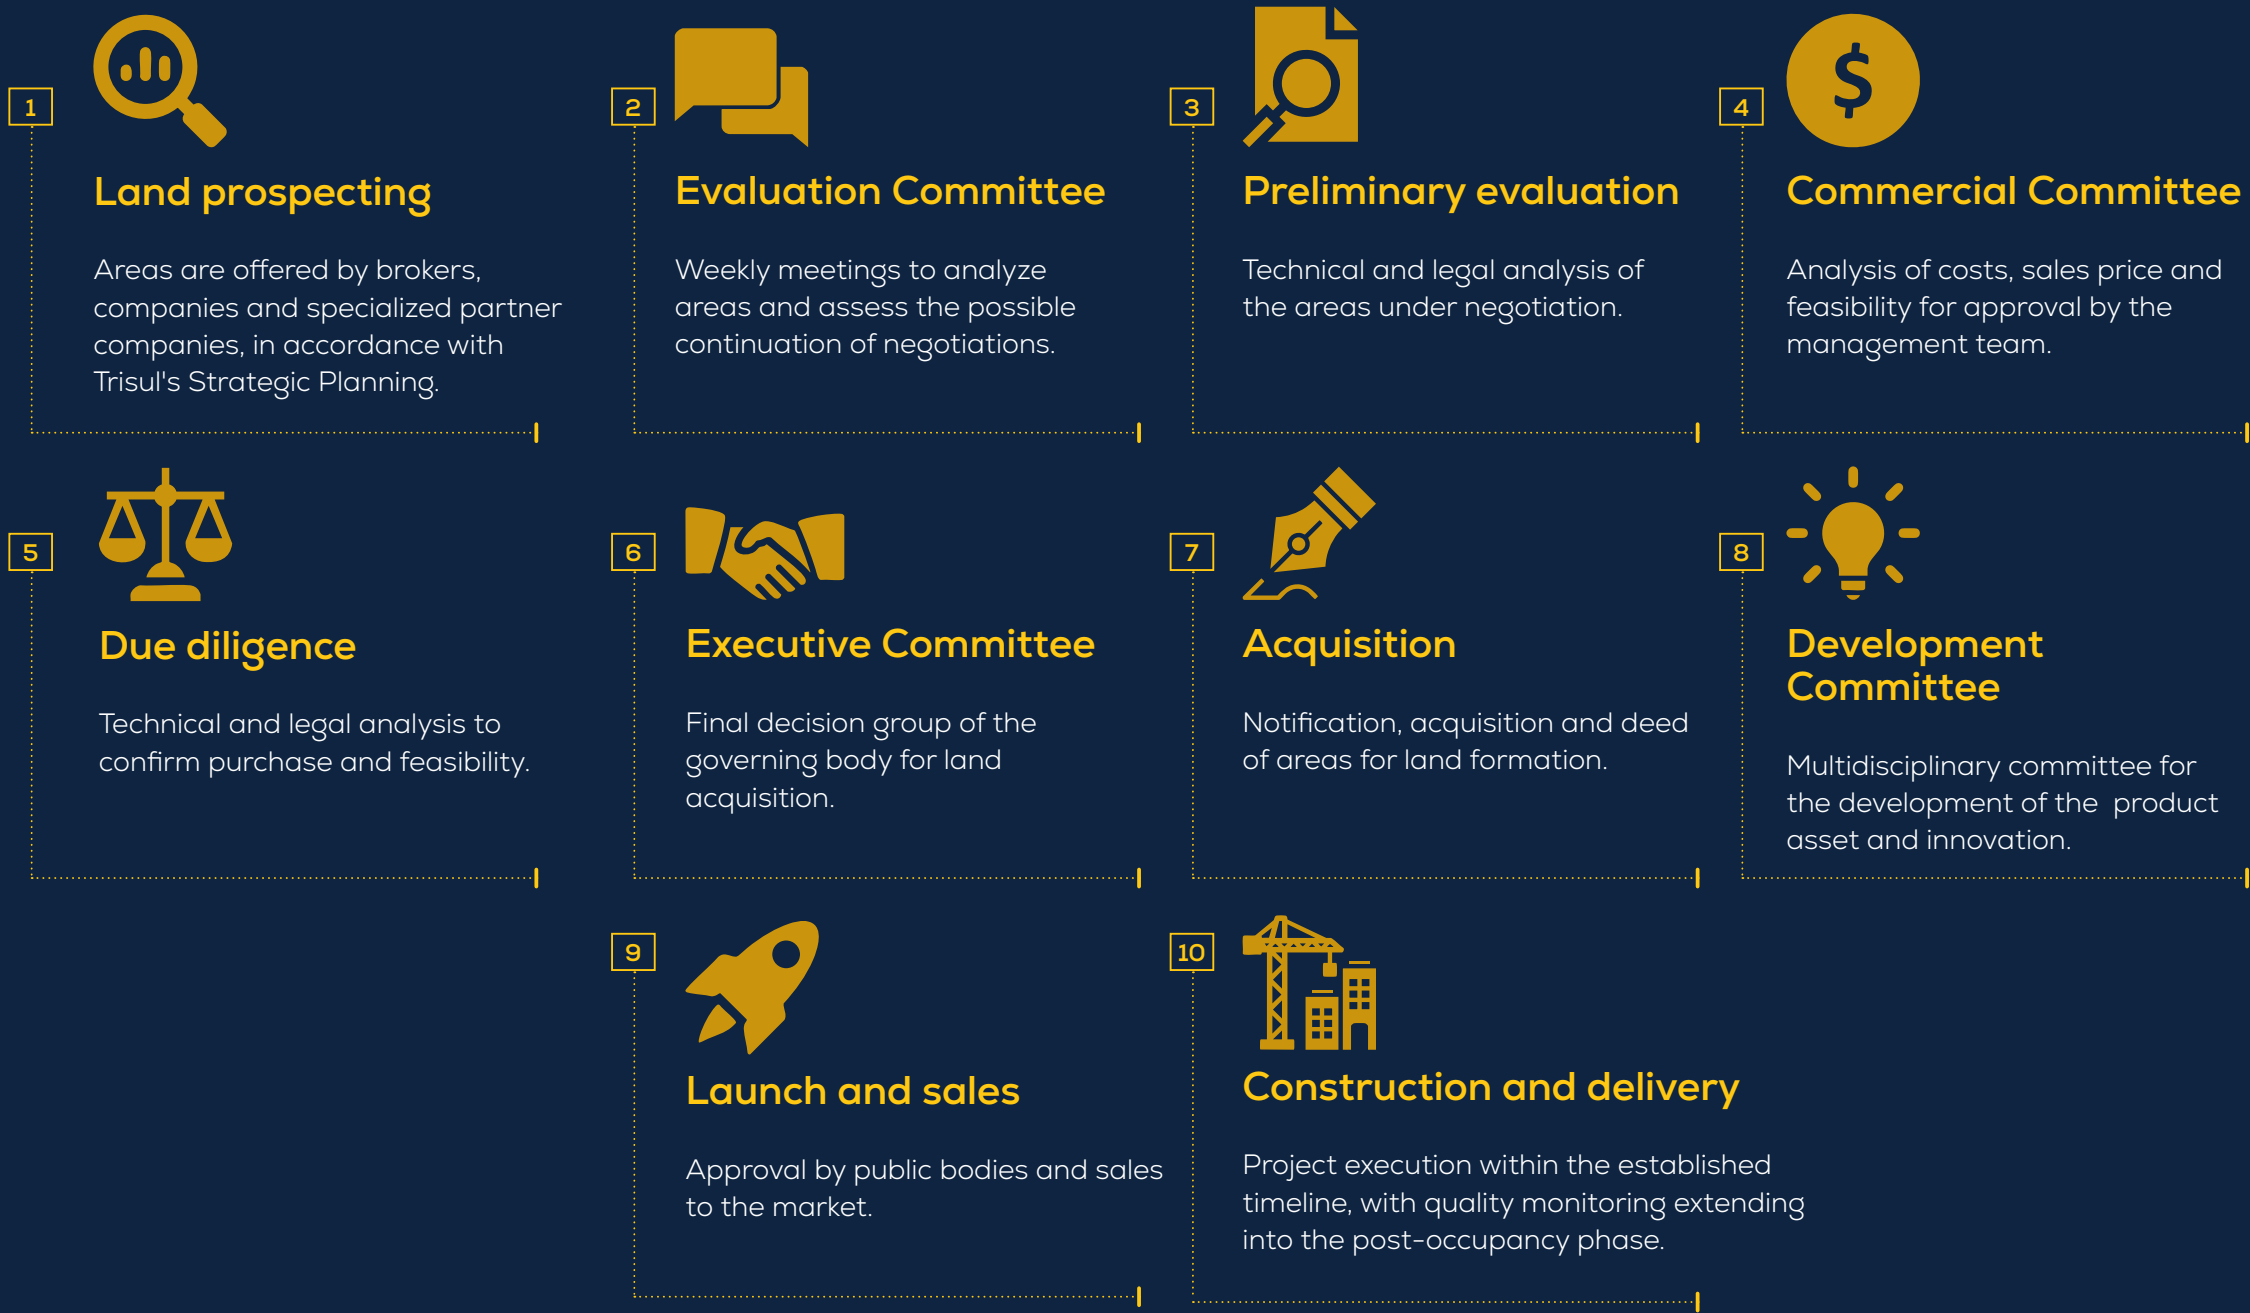 1
Land prospecting
Areas are offered by brokers,
companies and specialized partner
companies, in accordance with
Trisul's Strategic Planning.
2
Evaluation Committee
Weekly meetings to analyze
areas and assess the possible
continuation of negotiations.
3
Preliminary evaluation
Technical and legal analysis of
the areas under negotiation.
4
$
Commercial Committee
Analysis of costs, sales price and
feasibility for approval by the
management team.
5
Due diligence
Technical and legal analysis to
confirm purchase and feasibility.
6
Executive Committee
Final decision group of the
governing body for land
acquisition.
7
Acquisition
Notification, acquisition and deed
of areas for land formation.
8
Development
Committee
Multidisciplinary committee for
the development of the  product
asset and innovation.
9
Launch and sales
Approval by public bodies and sales
to the market.
10
Construction and delivery
Project execution within the established
timeline, with quality monitoring extending
into the post-occupancy phase.